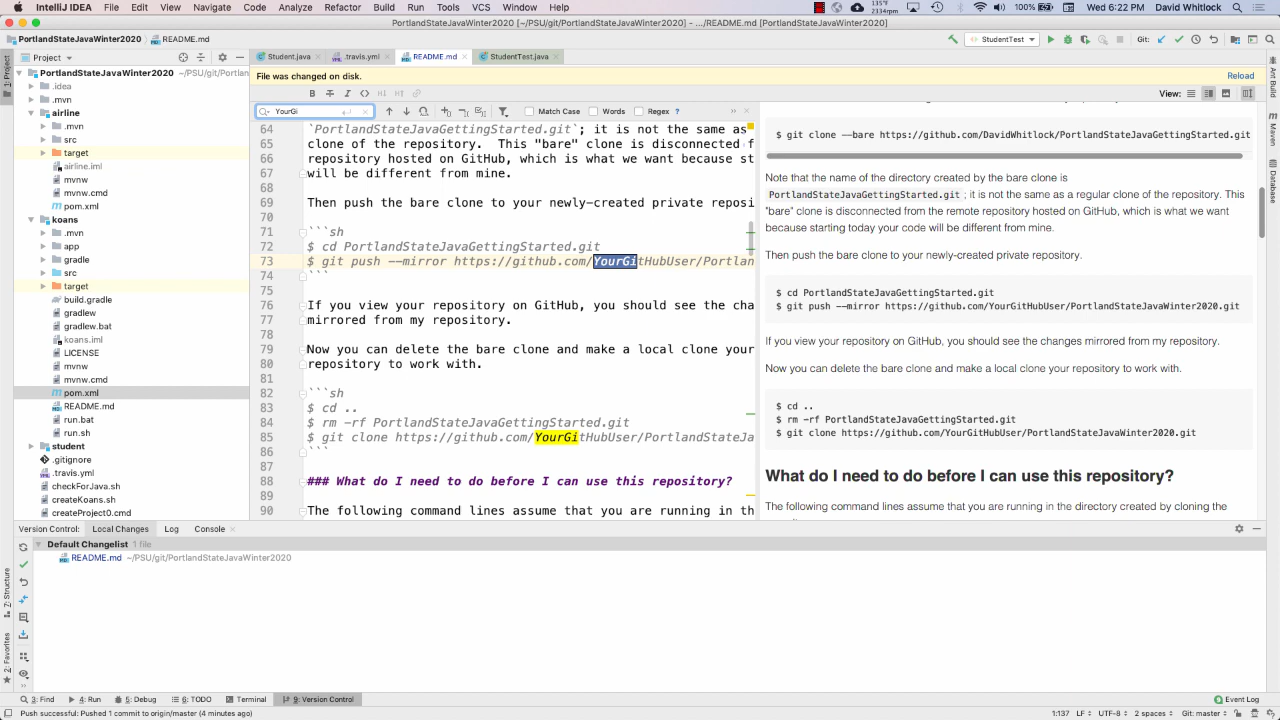 IntelliJ IDEA File Edit View Navigate Code Analyze Refactor Build Run Tools VCS Window Help
100% Wed 6:22 PM David Whitlock
PortlandStateJavaWinter2020 [~/PSU/git/PortlandStateJavaWinter2020] - .../README.md [PortlandStateJavaWinter2020]
PortlandStateJavaWinter2020 README.md
StudentTest Git:
1: Project
Project
Student.java
.travis.yml
README.md
StudentTest.java
PortlandStateJavaWinter2020 ~/PSU/git/Portlan
.idea
.mvn
airline
.mvn
src
target
airline.iml
mvnw
mvnw.cmd
pom.xml
koans
.mvn
app
gradle
src
target
build.gradle
gradlew
gradlew.bat
koans.iml
LICENSE
mvnw
mvnw.cmd
pom.xml
README.md
run.bat
run.sh
student
.gitignore
.travis.yml
checkForJava.sh
createKoans.sh
createProject0.cmd
File was changed on disk. Reload
View:
YourGi
Match Case Words Regex ?
64 `PortlandStateJavaGettingStarted.git`; it is not the same as
65 clone of the repository. This "bare" clone is disconnected f
66 repository hosted on GitHub, which is what we want because st
67 will be different from mine.
68
69 Then push the bare clone to your newly-created private reposi
70
71 ```sh
72 $ cd PortlandStateJavaGettingStarted.git
73 $ git push --mirror https://github.com/YourGitHubUser/Portlan
74 ```
75
76 If you view your repository on GitHub, you should see the cha
77 mirrored from my repository.
78
79 Now you can delete the bare clone and make a local clone your
80 repository to work with.
81
82 ```sh
83 $ cd ..
84 $ rm -rf PortlandStateJavaGettingStarted.git
85 $ git clone https://github.com/YourGitHubUser/PortlandStateJa
86 ```
87
88 ### What do I need to do before I can use this repository?
89
90 The following command lines assume that you are running in th
$ git clone --bare https://github.com/DavidWhitlock/PortlandStateJavaGettingStarted.git
Note that the name of the directory created by the bare clone is
PortlandStateJavaGettingStarted.git ; it is not the same as a regular clone of the repository. This
"bare" clone is disconnected from the remote repository hosted on GitHub, which is what we want
because starting today your code will be different from mine.
Then push the bare clone to your newly-created private repository.
$ cd PortlandStateJavaGettingStarted.git
$ git push --mirror https://github.com/YourGitHubUser/PortlandStateJavaWinter2020.git
If you view your repository on GitHub, you should see the changes mirrored from my repository.
Now you can delete the bare clone and make a local clone your repository to work with.
$ cd ..
$ rm -rf PortlandStateJavaGettingStarted.git
$ git clone https://github.com/YourGitHubUser/PortlandStateJavaWinter2020.git
What do I need to do before I can use this repository?
The following command lines assume that you are running in the directory created by cloning the
Ant Build
Maven
Database
Version Control: Local Changes Log Console
Default Changelist 1 file
README.md ~/PSU/git/PortlandStateJavaWinter2020
7: Structure
2: Favorites
3: Find 4: Run 5: Debug 6: TODO Terminal 9: Version Control Event Log
Push successful: Pushed 1 commit to origin/master (4 minutes ago) 1:137 LF UTF-8 2 spaces Git: master